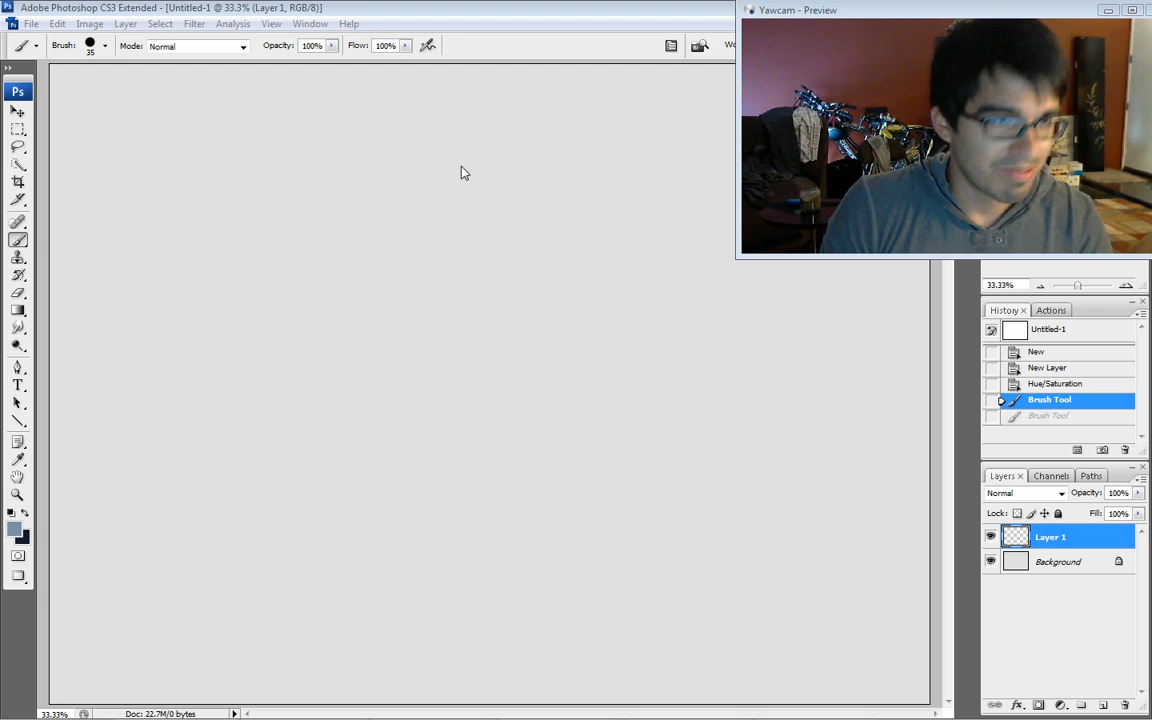 Adobe Photoshop CS3 Extended - [Untitled-1 @ 33.3% (Layer 1, RGB/8)]
Yawcam - Preview
File Edit Image Layer Select Filter Analysis View Window Help
Brush: 35 Mode: Normal Opacity: 100% Flow: 100%
Ps
T
33.33%
History Actions
Untitled-1
New
New Layer
Hue/Saturation
Brush Tool
Brush Tool
Layers Channels Paths
Normal Opacity: 100%
Lock: Fill: 100%
Layer 1
Background
33.33% Doc: 22.7M/0 bytes